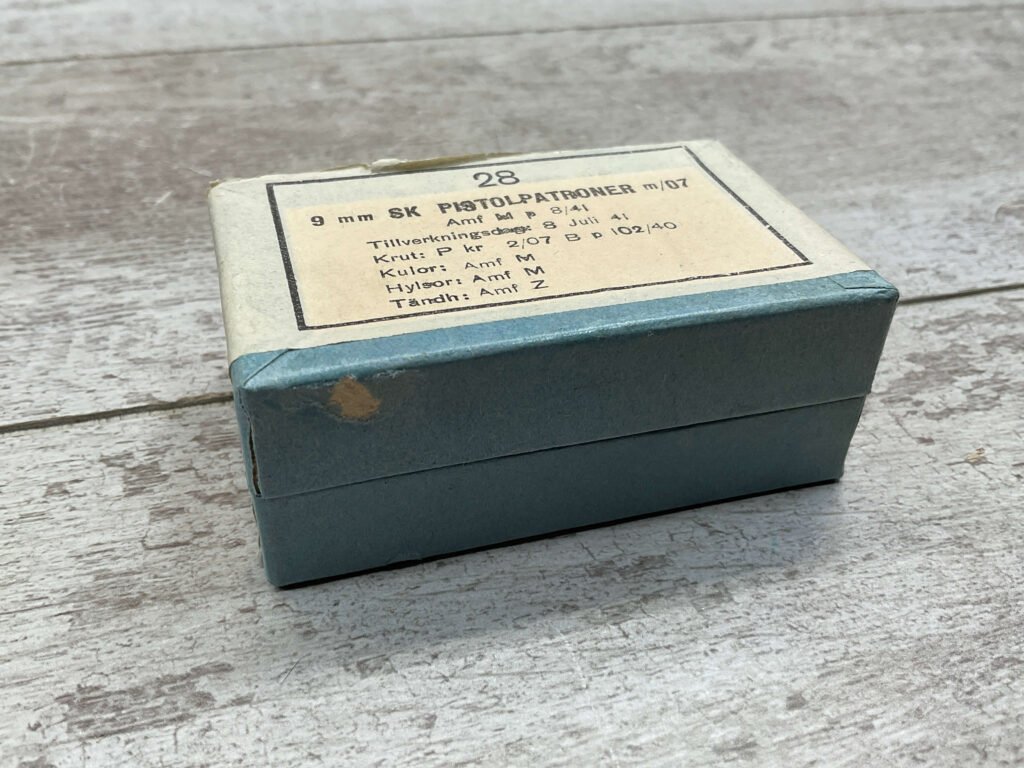 28
9 mm SK PISTOLPATRONER m/07
Amf M P 8/41
Tillverkningsdag: 8 Juli 41
Krut: P kr 2/07 B p 102/40
Kulor: Amf M
Hylsor: Amf M
Tändh: Amf Z